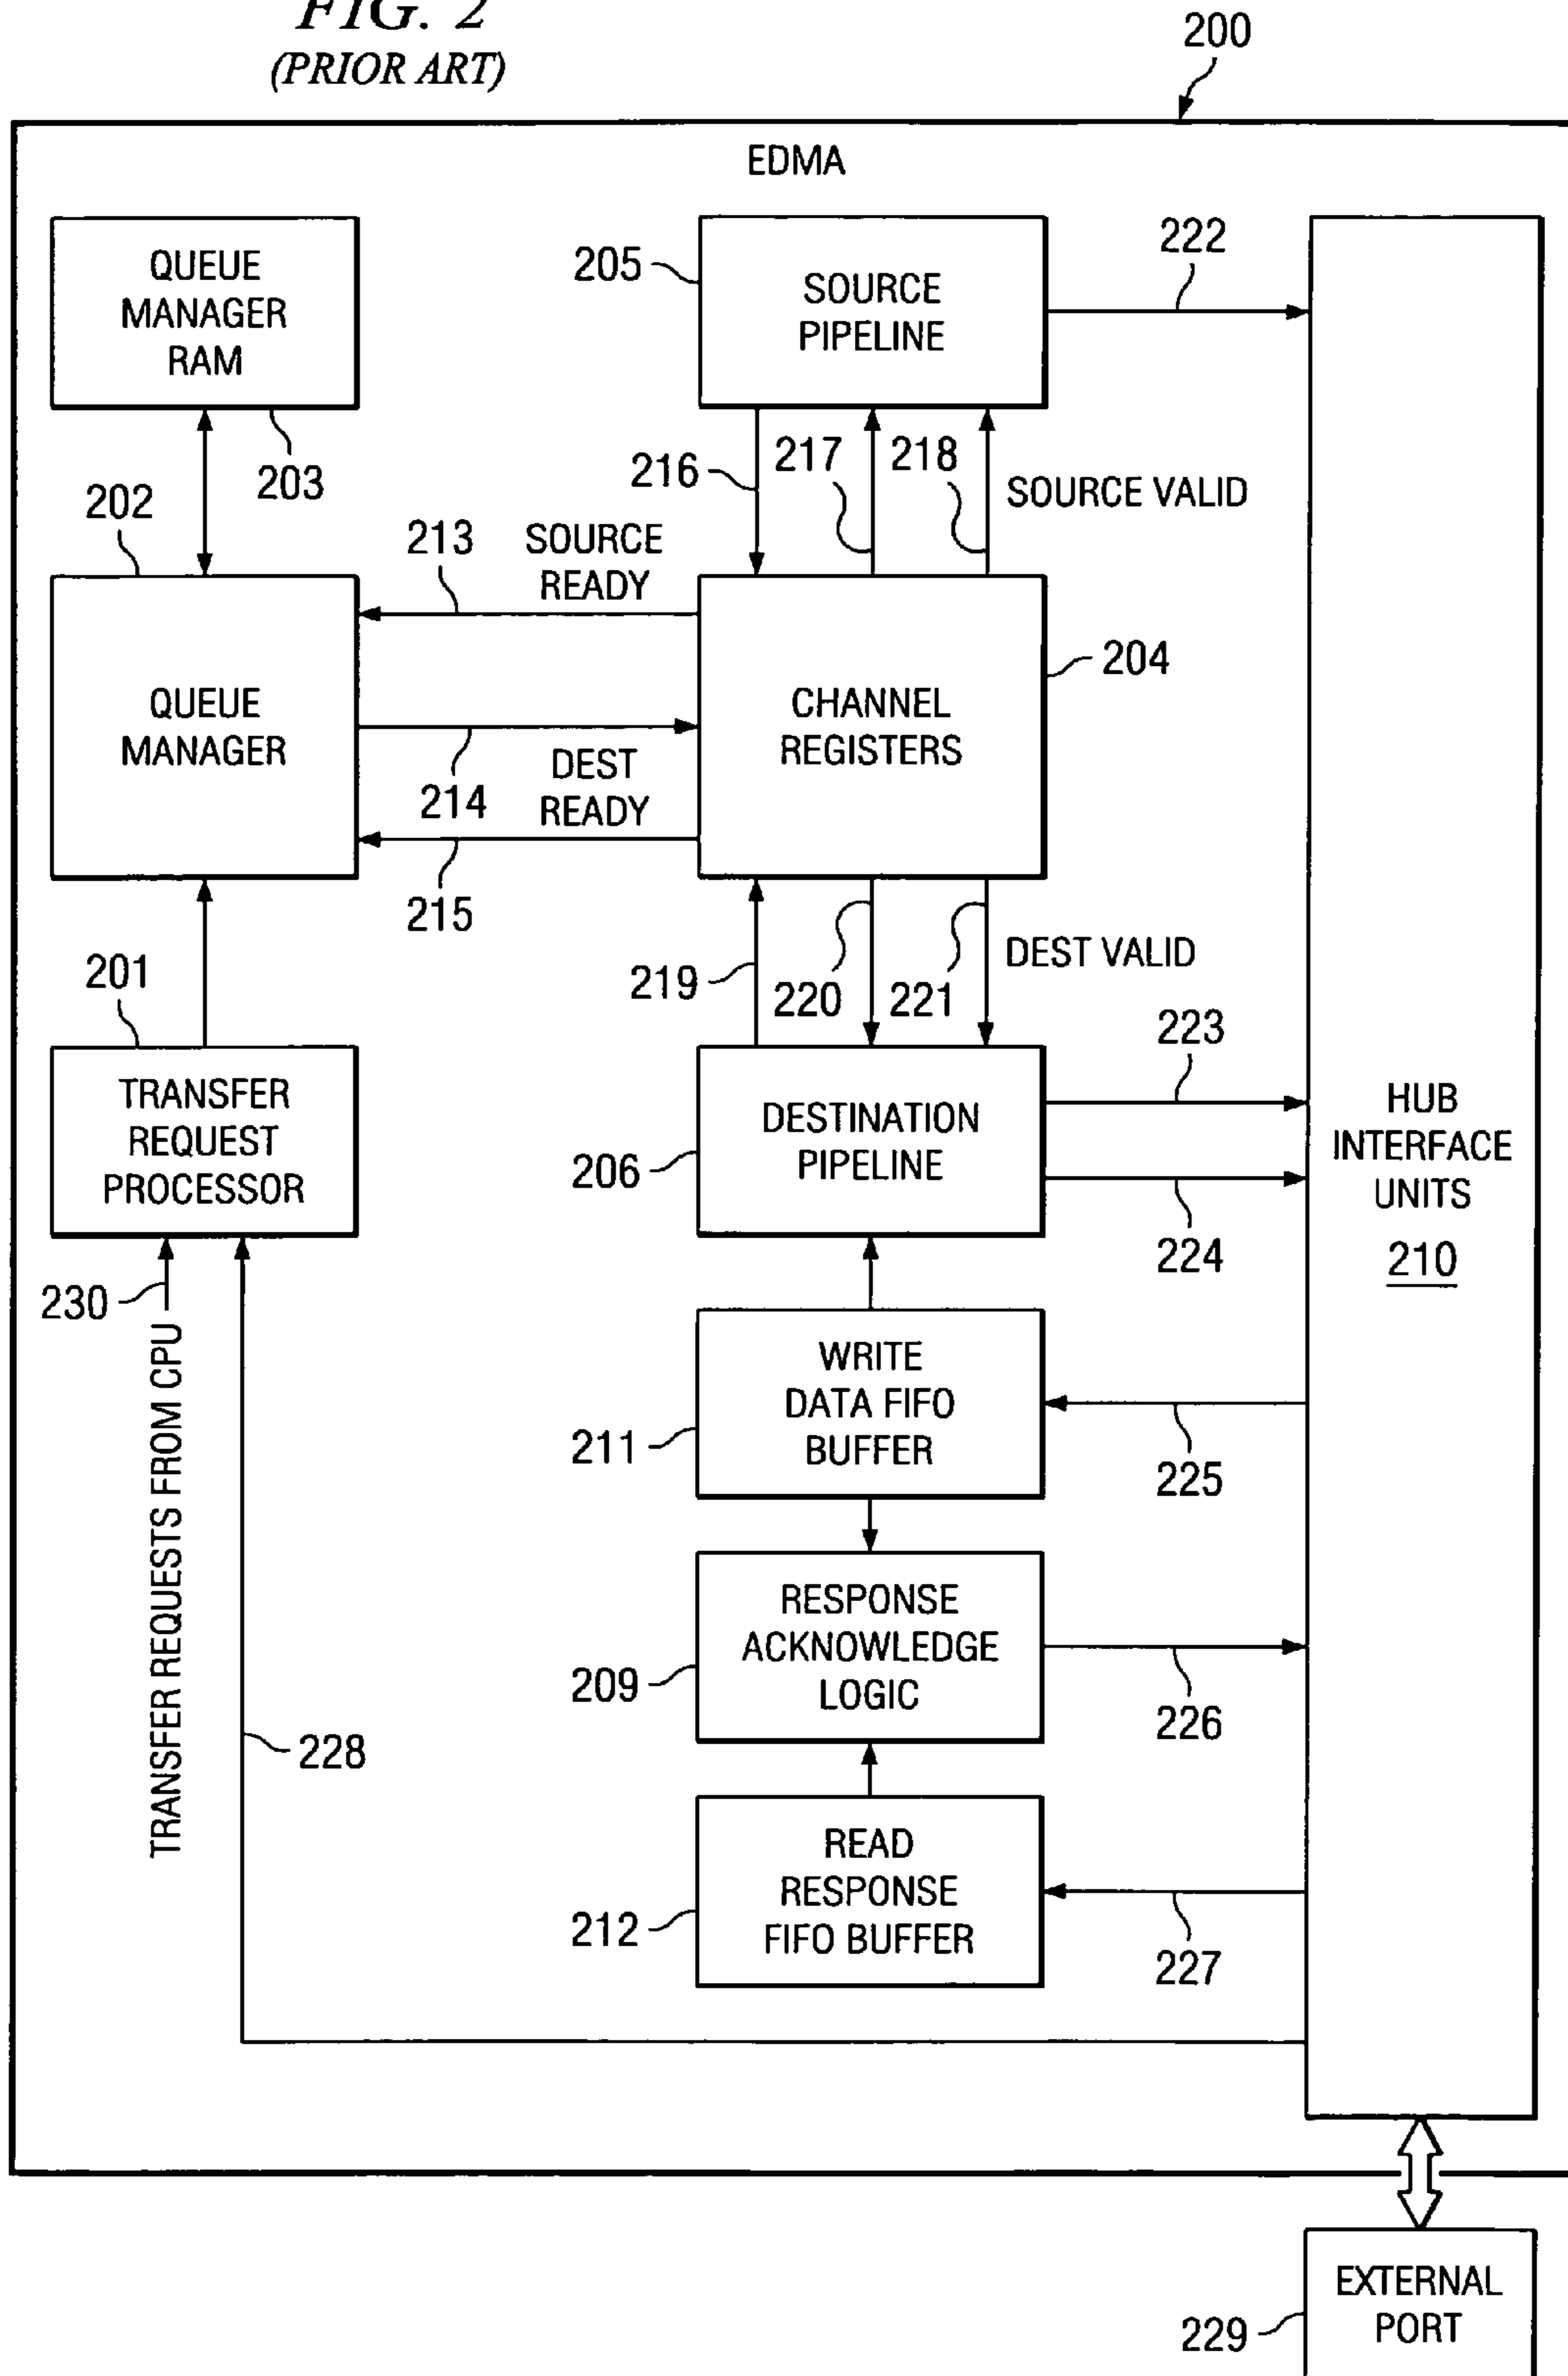 FIG. 2
(PRIOR ART)
200
EDMA
QUEUE
MANAGER
RAM
203
205
SOURCE
PIPELINE
222
202
216
217
218
SOURCE VALID
213
SOURCE
READY
QUEUE
MANAGER
214
DEST
READY
215
CHANNEL
REGISTERS
204
201
219
220
221
DEST VALID
TRANSFER
REQUEST
PROCESSOR
206
DESTINATION
PIPELINE
223
224
HUB
INTERFACE
UNITS
210
230
TRANSFER REQUESTS FROM CPU
228
211
WRITE
DATA FIFO
BUFFER
225
209
RESPONSE
ACKNOWLEDGE
LOGIC
226
212
READ
RESPONSE
FIFO BUFFER
227
229
EXTERNAL
PORT